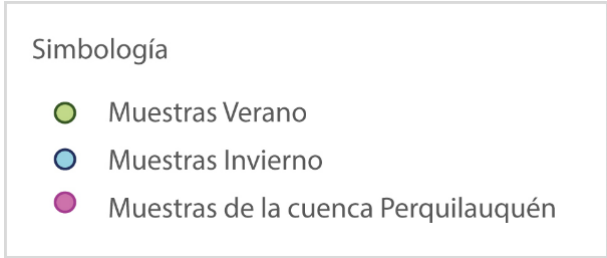 Simbología
Muestras Verano
Muestras Invierno
Muestras de la cuenca Perquilauquén